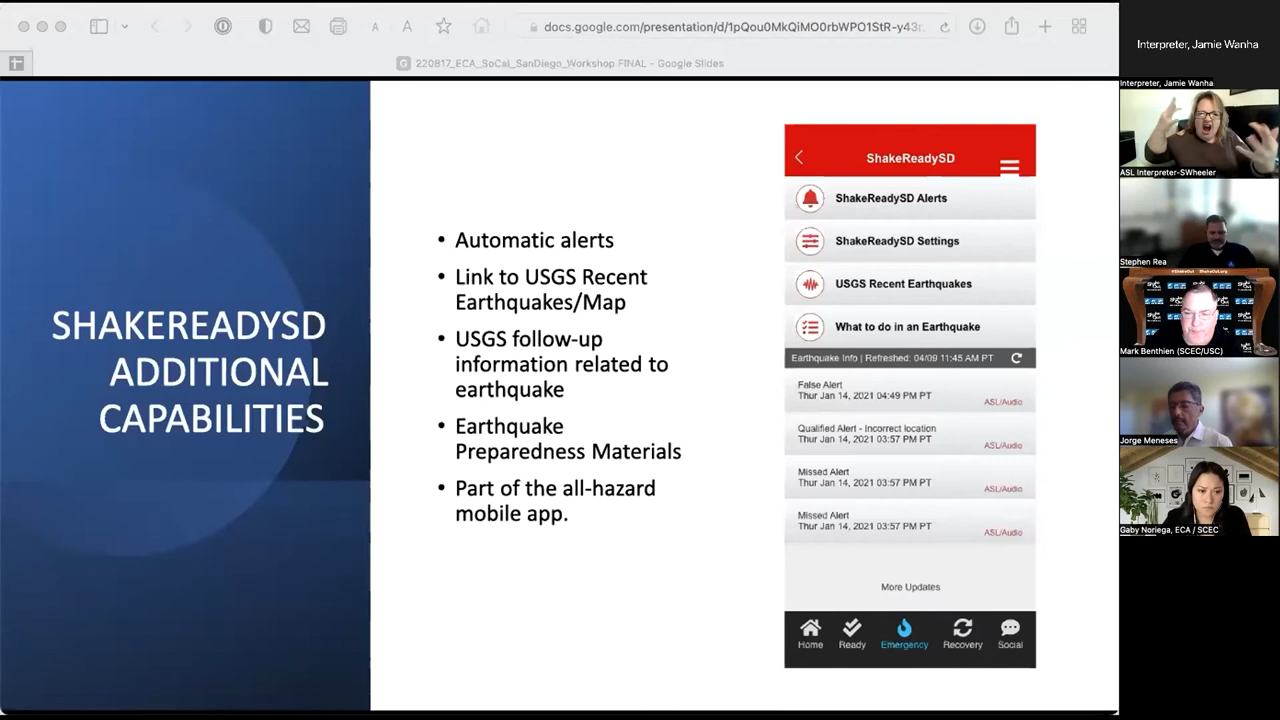 docs.google.com/presentation/d/1pQou0MkQiMO0rbWPO1StR-y43r
220817_ECA_SoCal_SanDiego_Workshop FINAL - Google Slides
SHAKEREADYSD
ADDITIONAL
CAPABILITIES
• Automatic alerts
• Link to USGS Recent
Earthquakes/Map
• USGS follow-up
information related to
earthquake
• Earthquake
Preparedness Materials
• Part of the all-hazard
mobile app.
ShakeReadySD
ShakeReadySD Alerts
ShakeReadySD Settings
USGS Recent Earthquakes
What to do in an Earthquake
Earthquake Info | Refreshed: 04/09 11:45 AM PT
False Alert
Thur Jan 14, 2021 04:49 PM PT
ASL/Audio
Qualified Alert - Incorrect location
Thur Jan 14, 2021 03:57 PM PT
ASL/Audio
Missed Alert
Thur Jan 14, 2021 03:57 PM PT
ASL/Audio
Missed Alert
Thur Jan 14, 2021 03:57 PM PT
ASL/Audio
More Updates
Home Ready Emergency Recovery Social
Interpreter, Jamie Wanha
Interpreter, Jamie Wanha
ASL Interpreter-SWheeler
Stephen Rea
#ShakeOut ShakeOut.org
Mark Benthien (SCEC/USC)
Jorge Meneses
Gaby Noriega, ECA / SCEC